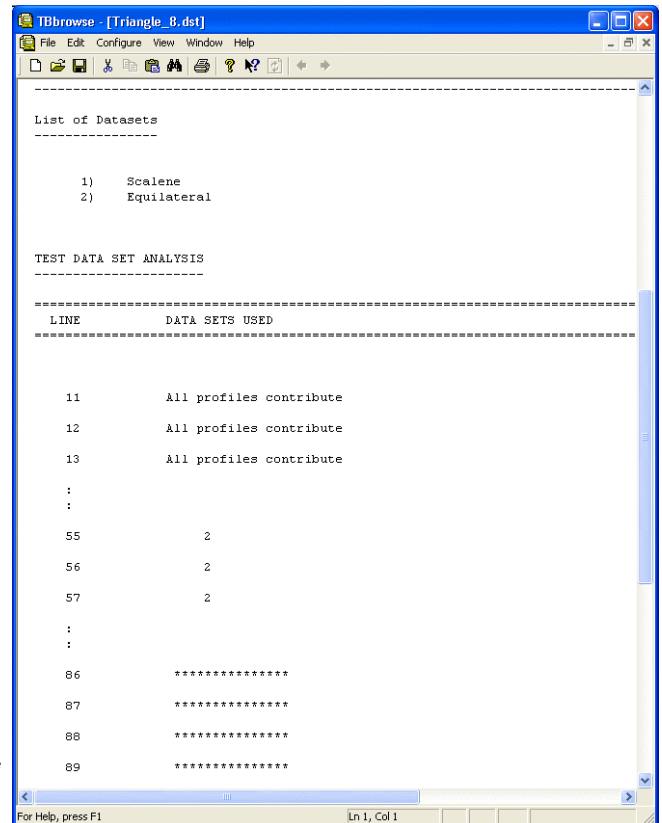 TBbrowse - [Triangle_8.dst]
File Edit Configure View Window Help
--------------------------------------------------------------------------------
List of Datasets
----------------
1) Scalene
2) Equilateral
TEST DATA SET ANALYSIS
----------------------
================================================================================
LINE DATA SETS USED
================================================================================
11 All profiles contribute
12 All profiles contribute
13 All profiles contribute
:
:
55 2
56 2
57 2
:
:
86 ***************
87 ***************
88 ***************
89 ***************
For Help, press F1 Ln 1, Col 1